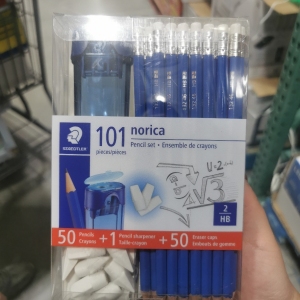 STAEDTLER
101 norica
pieces/pièces
Pencil set • Ensemble de crayons
2
HB
50 Pencils + 1 Pencil sharpener + 50 Eraser caps
Crayons Taille-crayon Embouts de gomme